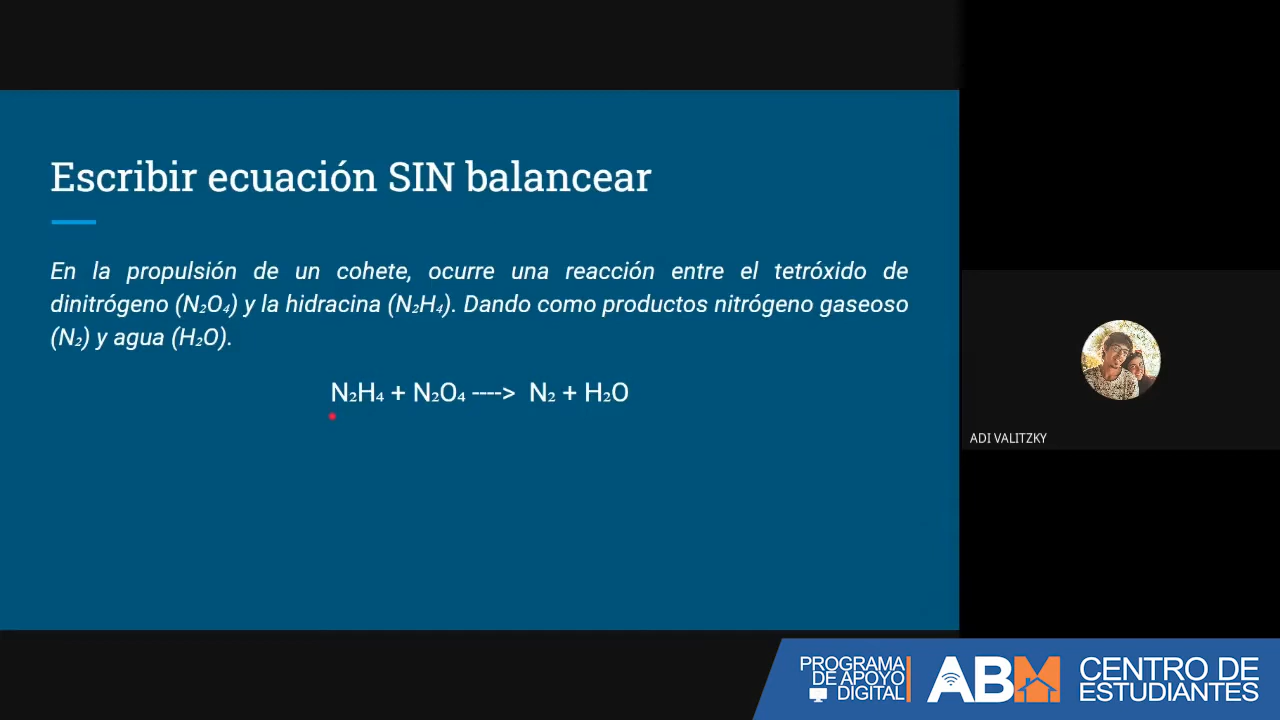 Escribir ecuación SIN balancear
En la propulsión de un cohete, ocurre una reacción entre el tetróxido de
dinitrógeno (N₂O₄) y la hidracina (N₂H₄). Dando como productos nitrógeno gaseoso
(N₂) y agua (H₂O).
N₂H₄ + N₂O₄ ----> N₂ + H₂O
ADI VALITZKY
PROGRAMA
DE APOYO
DIGITAL
ABM
CENTRO DE
ESTUDIANTES